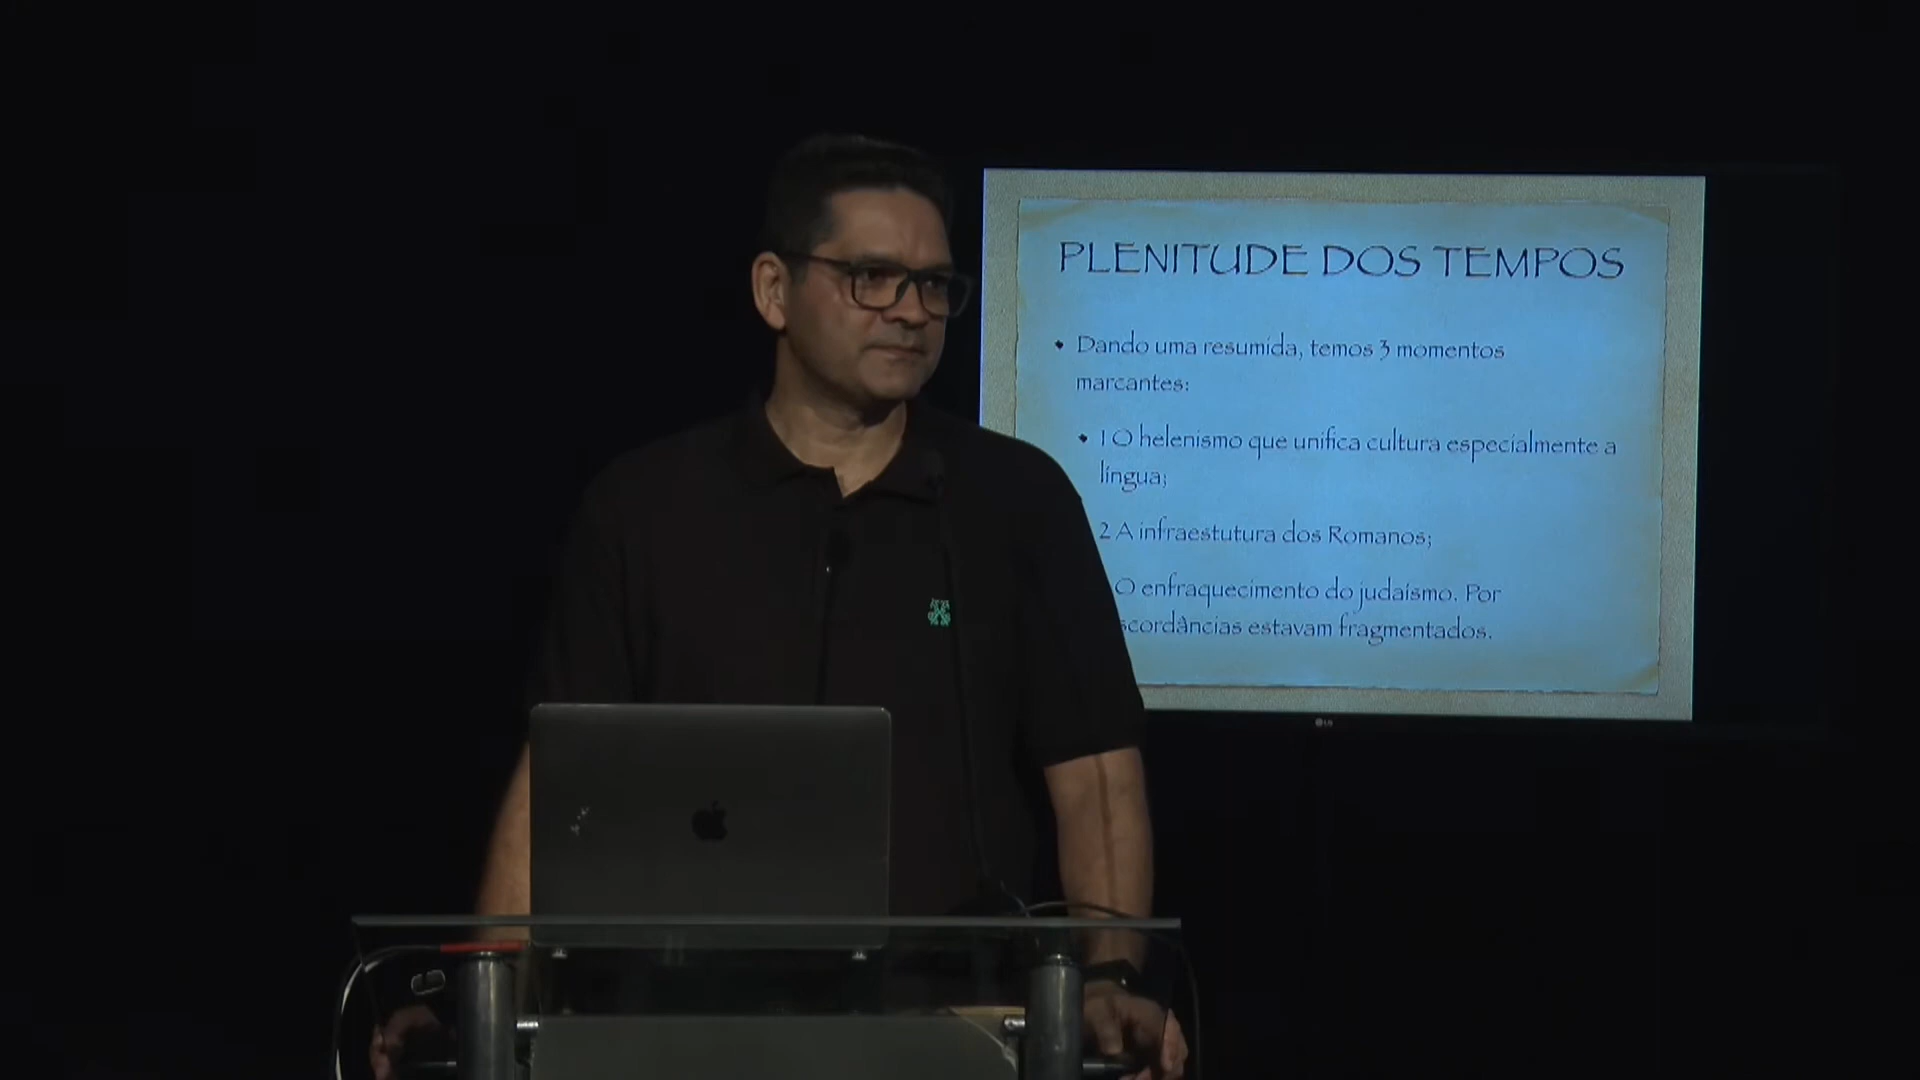 PLENITUDE DOS TEMPOS
• Dando uma resumida, temos 3 momentos
marcantes:
• 1 O helenismo que unifica cultura especialmente a
língua;
2 A infraestutura dos Romanos;
O enfraquecimento do judaísmo. Por
estavam fragmentados.
LG